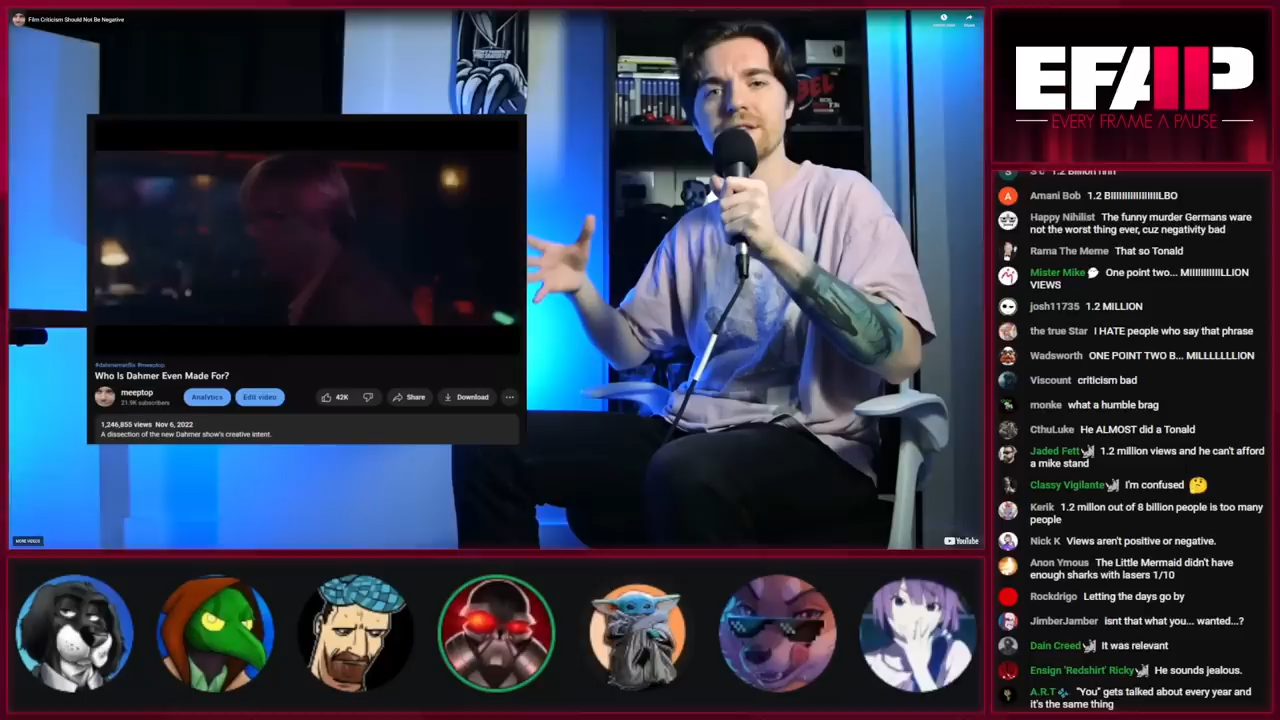 Film Criticism Should Not Be Negative
#dahmernetflix #meeptop
Who Is Dahmer Even Made For?
meeptop
21.9K subscribers
Analytics
Edit video
42K
Share
Download
1,246,855 views Nov 6, 2022
A dissection of the new Dahmer show's creative intent.
MORE VIDEOS
YouTube
EFAP
EVERY FRAME A PAUSE
Amani Bob 1.2 BIIIIIIIIIIIIIIIIIILBO
Happy Nihilist The funny murder Germans ware
not the worst thing ever, cuz negativity bad
Rama The Meme That so Tonald
Mister Mike One point two... MIIIIIIIIIILLION
VIEWS
josh11735 1.2 MILLION
the true Star I HATE people who say that phrase
Wadsworth ONE POINT TWO B... MILLLLLLLION
Viscount criticism bad
monke what a humble brag
CthuLuke He ALMOST did a Tonald
Jaded Fett 1.2 million views and he can't afford
a mike stand
Classy Vigilante I'm confused 🤔
Kerik 1.2 millon out of 8 billion people is too many
people
Nick K Views aren't positive or negative.
Anon Ymous The Little Mermaid didn't have
enough sharks with lasers 1/10
Rockdrigo Letting the days go by
JimberJamber isnt that what you... wanted...?
Dain Creed It was relevant
Ensign 'Redshirt' Ricky He sounds jealous.
A.R.T "You" gets talked about every year and
it's the same thing